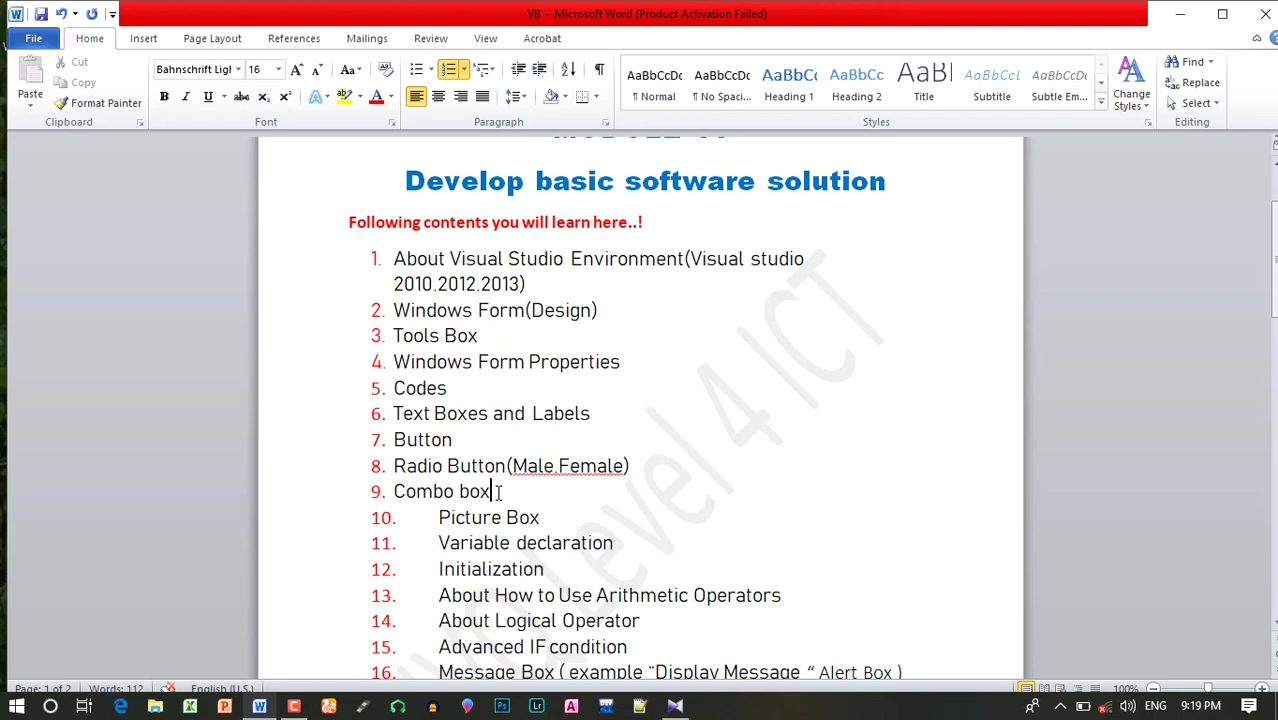 VB - Microsoft Word (Product Activation Failed)
File Home Insert Page Layout References Mailings Review View Acrobat
Paste
Cut
Copy
Format Painter
Clipboard
Bahnschrift Ligl 16
Font
Paragraph
AaBbCcDc AaBbCcDc AaBbCc AaBbCc AaB AaBbCcl AaBbCcDc
¶ Normal ¶ No Spaci... Heading 1 Heading 2 Title Subtitle Subtle Em...
Styles
Change
Styles
Find
Replace
Select
Editing
Develop basic software solution
Following contents you will learn here..!
1. About Visual Studio Environment(Visual studio
2010.2012.2013)
2. Windows Form(Design)
3. Tools Box
4. Windows Form Properties
5. Codes
6. Text Boxes and Labels
7. Button
8. Radio Button(Male.Female)
9. Combo box
10. Picture Box
11. Variable declaration
12. Initialization
13. About How to Use Arithmetic Operators
14. About Logical Operator
15. Advanced IF condition
16. Message Box ( example “Display Message “ Alert Box )
Level 4 ICT
Page: 1 of 2 Words: 112 English (U.S.) 100%
ENG 9:19 PM